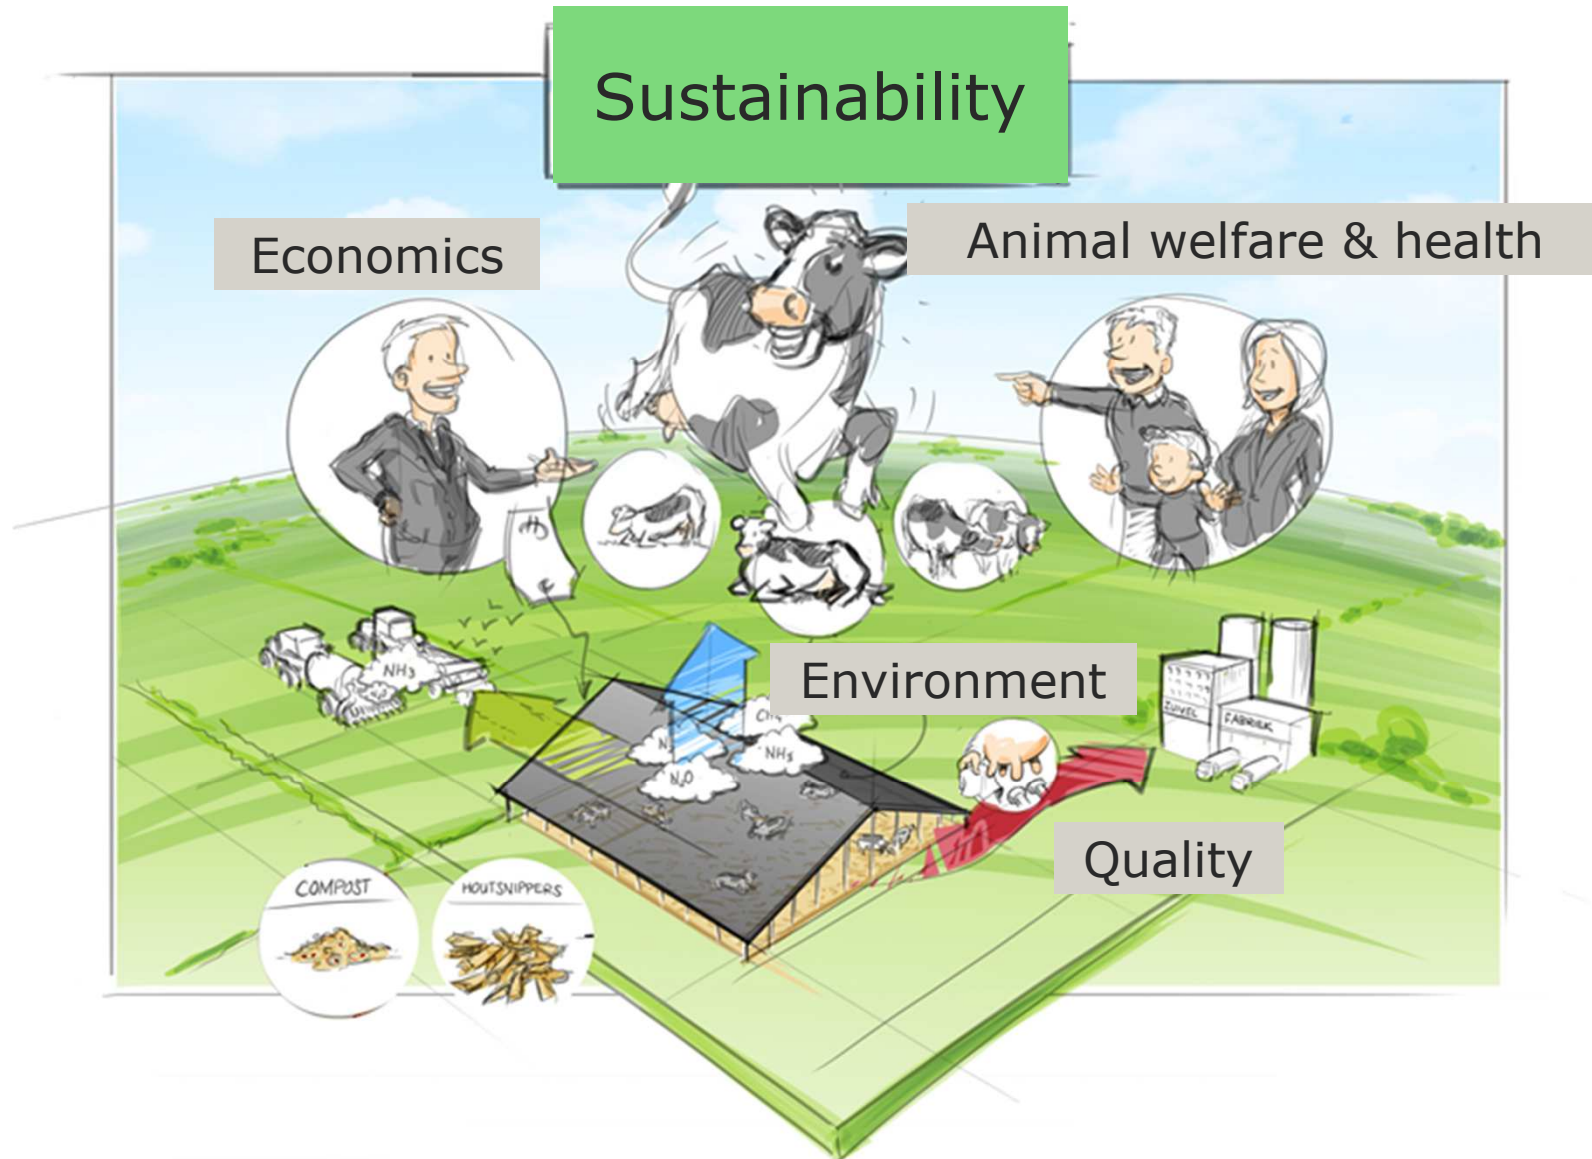 Sustainability
Economics
Animal welfare & health
NH3
Environment
CH4
NH3
N2O
ZUIVEL
FABRIEK
Quality
COMPOST
HOUTSNIPPERS